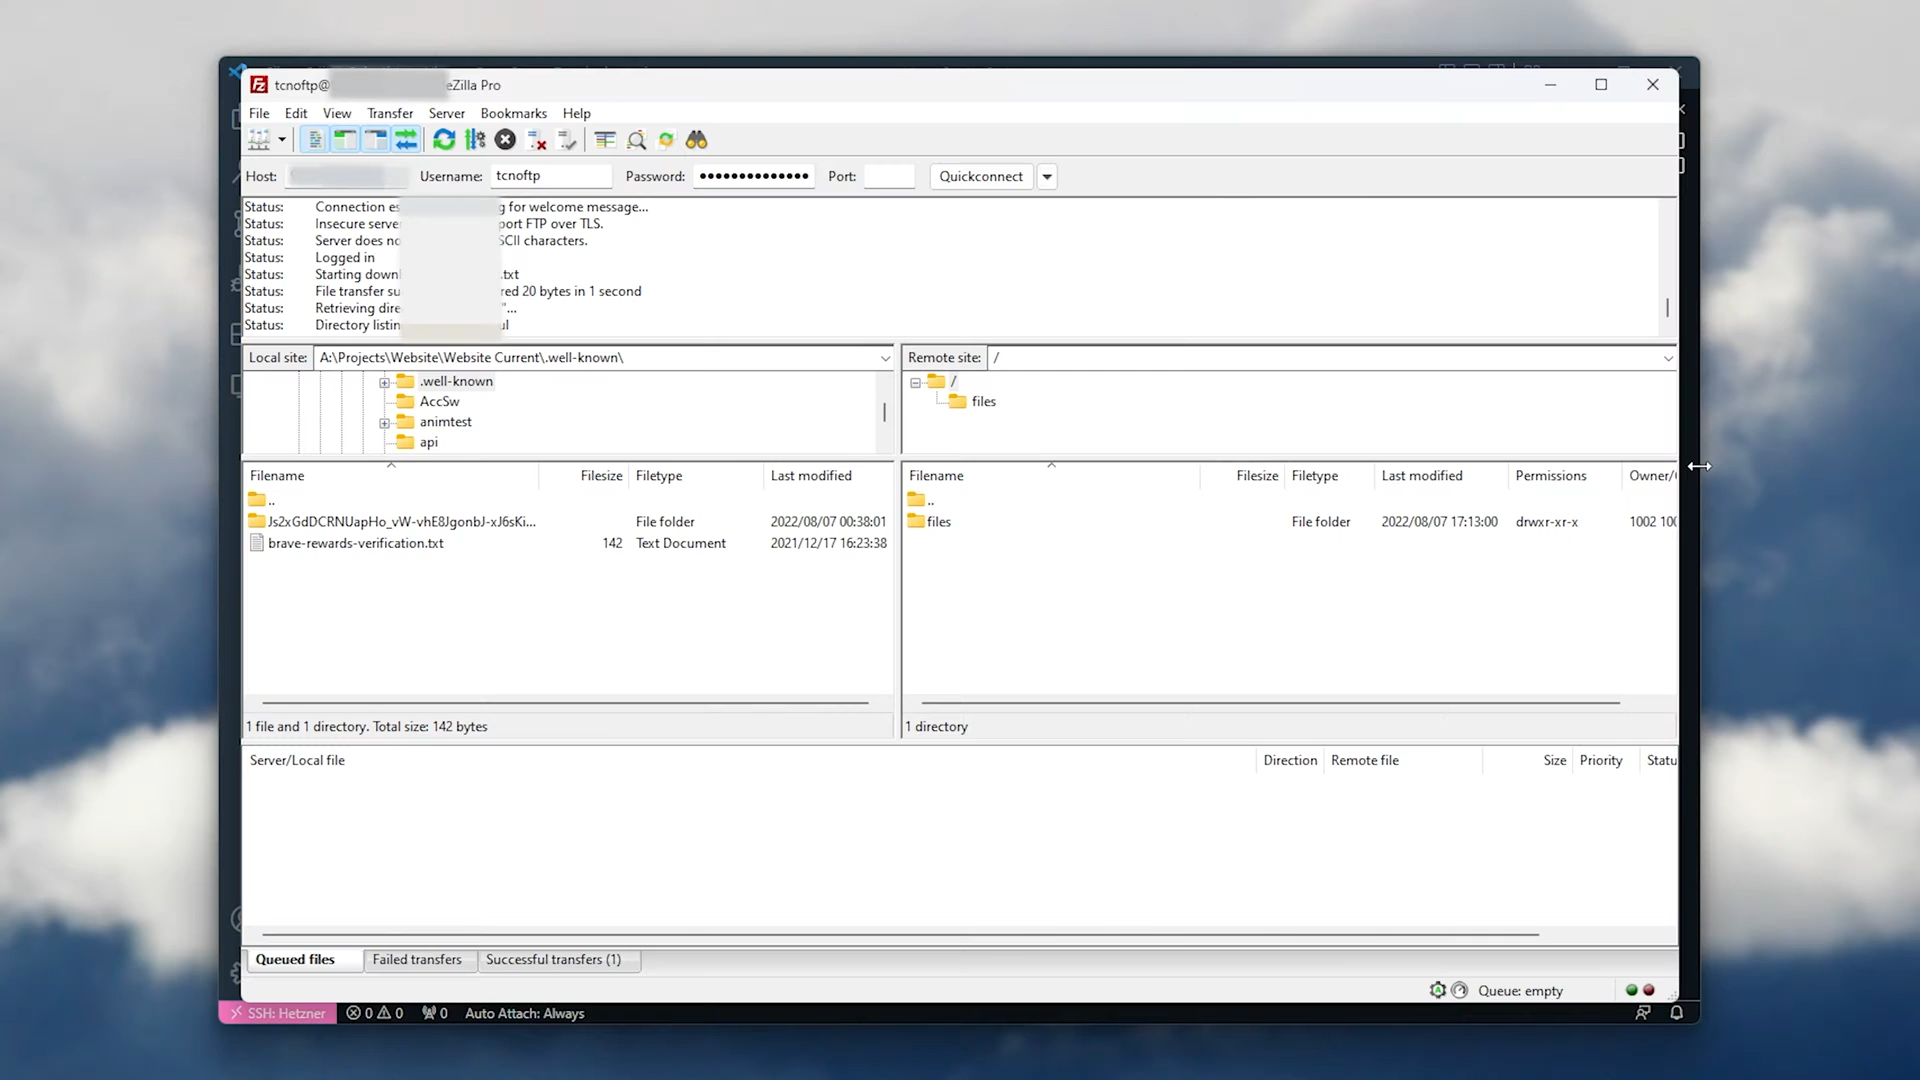 tcnoftp@ eZilla Pro
File Edit View Transfer Server Bookmarks Help
Host: Username: tcnoftp Password: •••••••••••••• Port: Quickconnect
Status: Connection es g for welcome message...
Status: Insecure server port FTP over TLS.
Status: Server does no SCII characters.
Status: Logged in
Status: Starting downl .txt
Status: File transfer su red 20 bytes in 1 second
Status: Retrieving dire "...
Status: Directory listin ul
Local site: A:\Projects\Website\Website Current\.well-known\
.well-known
AccSw
animtest
api
Remote site: /
/
files
Filename Filesize Filetype Last modified
..
Js2xGdDCRNUapHo_vW-vhE8JgonbJ-xJ6sKi... File folder 2022/08/07 00:38:01
brave-rewards-verification.txt 142 Text Document 2021/12/17 16:23:38
1 file and 1 directory. Total size: 142 bytes
Filename Filesize Filetype Last modified Permissions Owner/
..
files File folder 2022/08/07 17:13:00 drwxr-xr-x 1002 100
1 directory
Server/Local file Direction Remote file Size Priority Statu
Queued files Failed transfers Successful transfers (1)
Queue: empty
SSH: Hetzner 0 0 0 Auto Attach: Always